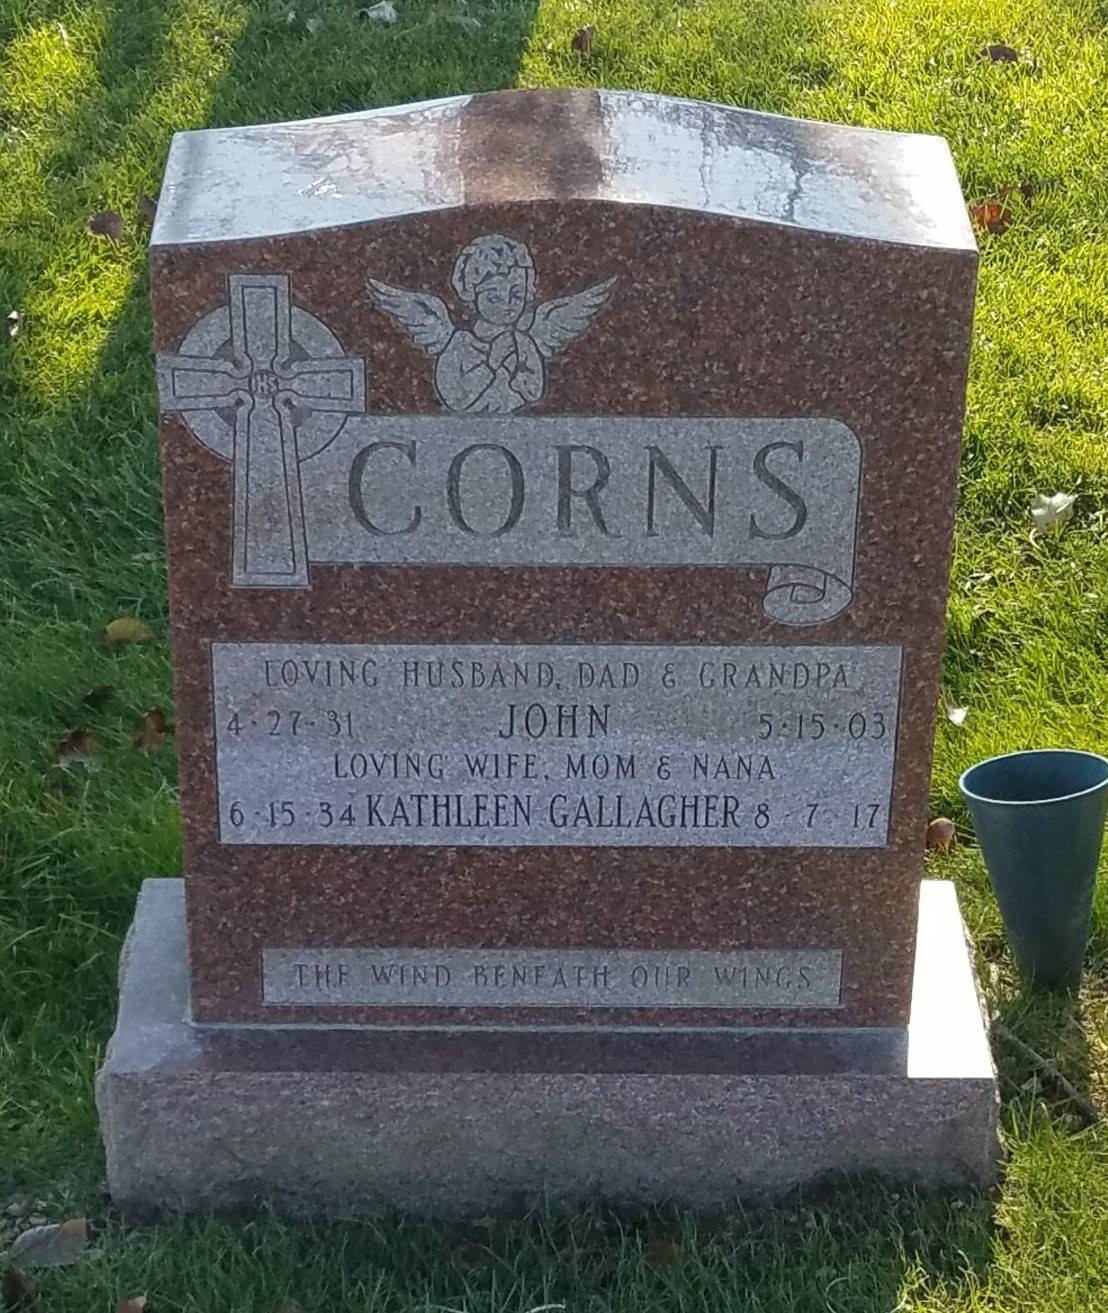 IHS
CORNS
LOVING HUSBAND, DAD & GRANDPA
4·27·31 JOHN 5·15·03
LOVING WIFE, MOM & NANA
6·15·34 KATHLEEN GALLAGHER 8·7·17
THE WIND BENEATH OUR WINGS